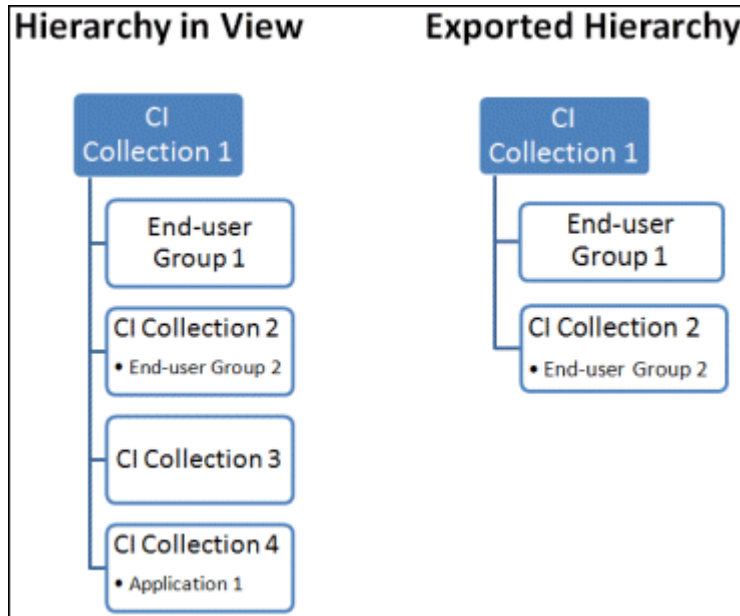 Hierarchy in View
CI
Collection 1
End-user
Group 1
CI Collection 2
• End-user Group 2
CI Collection 3
CI Collection 4
• Application 1
Exported Hierarchy
CI
Collection 1
End-user
Group 1
CI Collection 2
• End-user Group 2